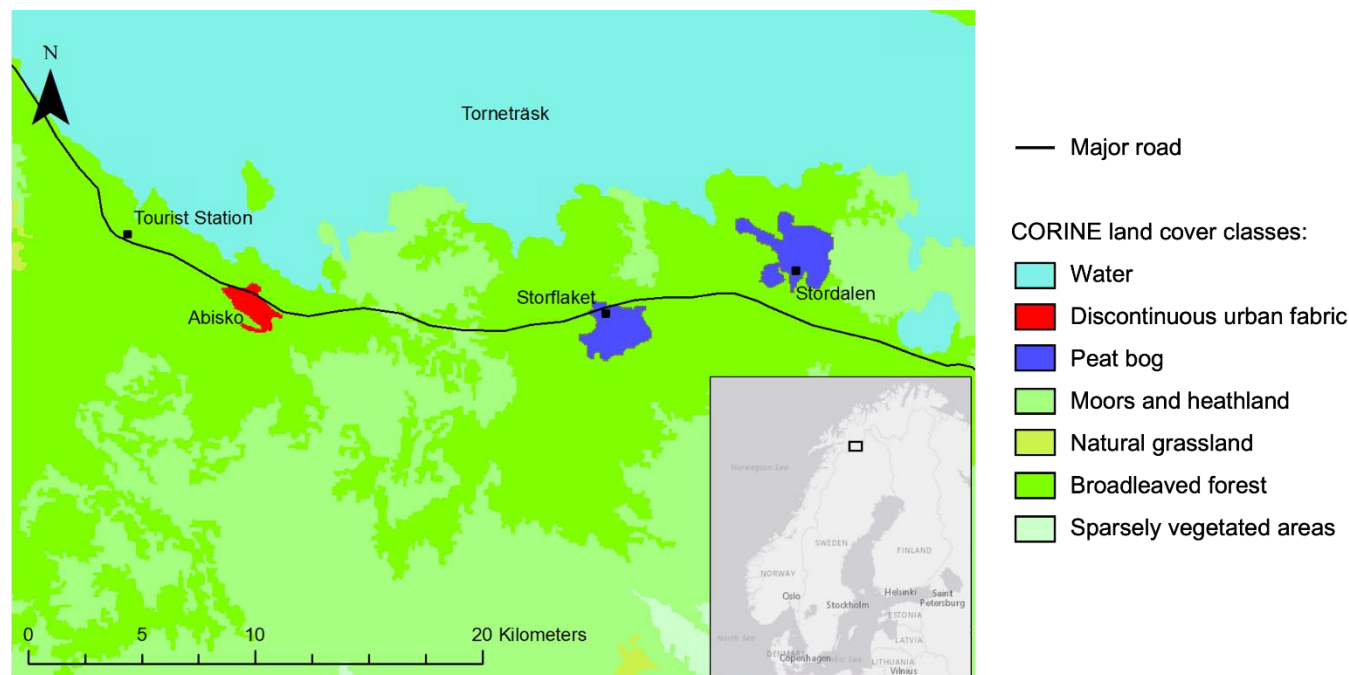 N
Torneträsk
Tourist Station
Abisko
Storflaket
Stordalen
0 5 10 20 Kilometers
Norwegian Sea
SWEDEN
FINLAND
NORWAY
Oslo
Stockholm
Helsinki
Saint
Petersburg
ESTONIA
North Sea
LATVIA
Copenhagen
LITHUANIA
Vilnius
Major road
CORINE land cover classes:
Water
Discontinuous urban fabric
Peat bog
Moors and heathland
Natural grassland
Broadleaved forest
Sparsely vegetated areas